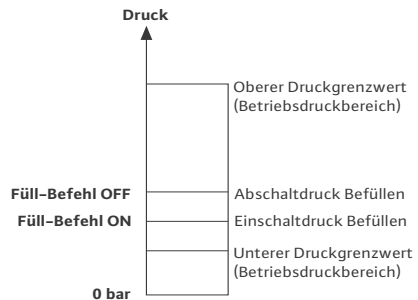 Druck
Oberer Druckgrenzwert
(Betriebsdruckbereich)
Füll-Befehl OFF
Abschaltdruck Befüllen
Füll-Befehl ON
Einschaltdruck Befüllen
Unterer Druckgrenzwert
(Betriebsdruckbereich)
0 bar